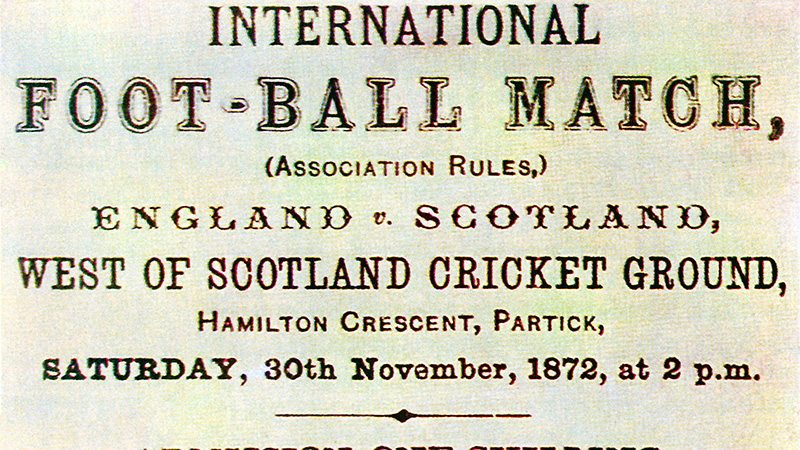 INTERNATIONAL
FOOT-BALL MATCH,
(ASSOCIATION RULES,)
ENGLAND v. SCOTLAND,
WEST OF SCOTLAND CRICKET GROUND,
HAMILTON CRESCENT, PARTICK,
SATURDAY, 30th November, 1872, at 2 p.m.